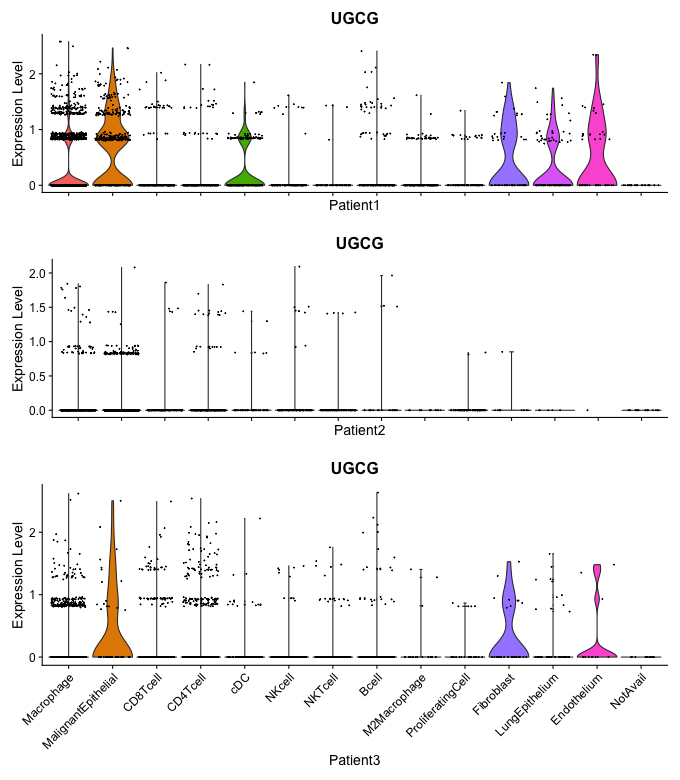 UGCG
Expression Level
2
1
0
Patient1
UGCG
Expression Level
2.0
1.5
1.0
0.5
0.0
Patient2
UGCG
Expression Level
2
1
0
Macrophage
MalignantEpithelial
CD8Tcell
CD4Tcell
cDC
NKcell
NKTcell
Bcell
M2Macrophage
ProliferatingCell
Fibroblast
LungEpithelium
Endothelium
NotAvail
Patient3